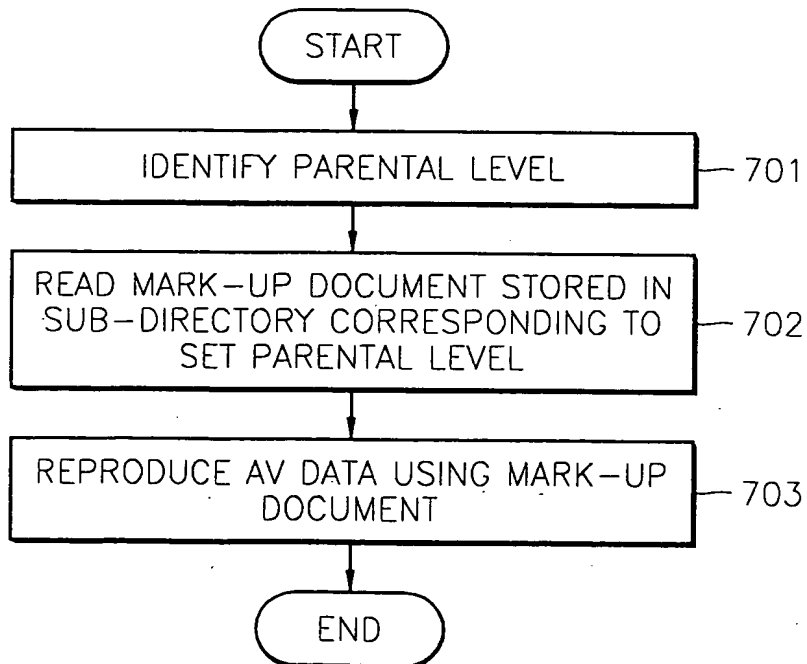 START
IDENTIFY PARENTAL LEVEL
701
READ MARK-UP DOCUMENT STORED IN
SUB-DIRECTORY CORRESPONDING TO
SET PARENTAL LEVEL
702
REPRODUCE AV DATA USING MARK-UP
DOCUMENT
703
END